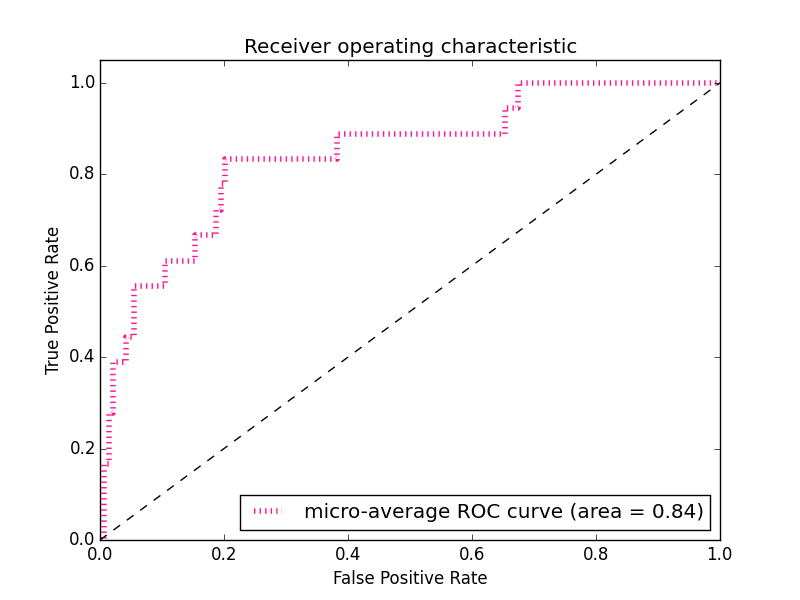 Receiver operating characteristic
1.0
0.8
0.6
0.4
0.2
0.0
True Positive Rate
micro-average ROC curve (area = 0.84)
0.0 0.2 0.4 0.6 0.8 1.0
False Positive Rate